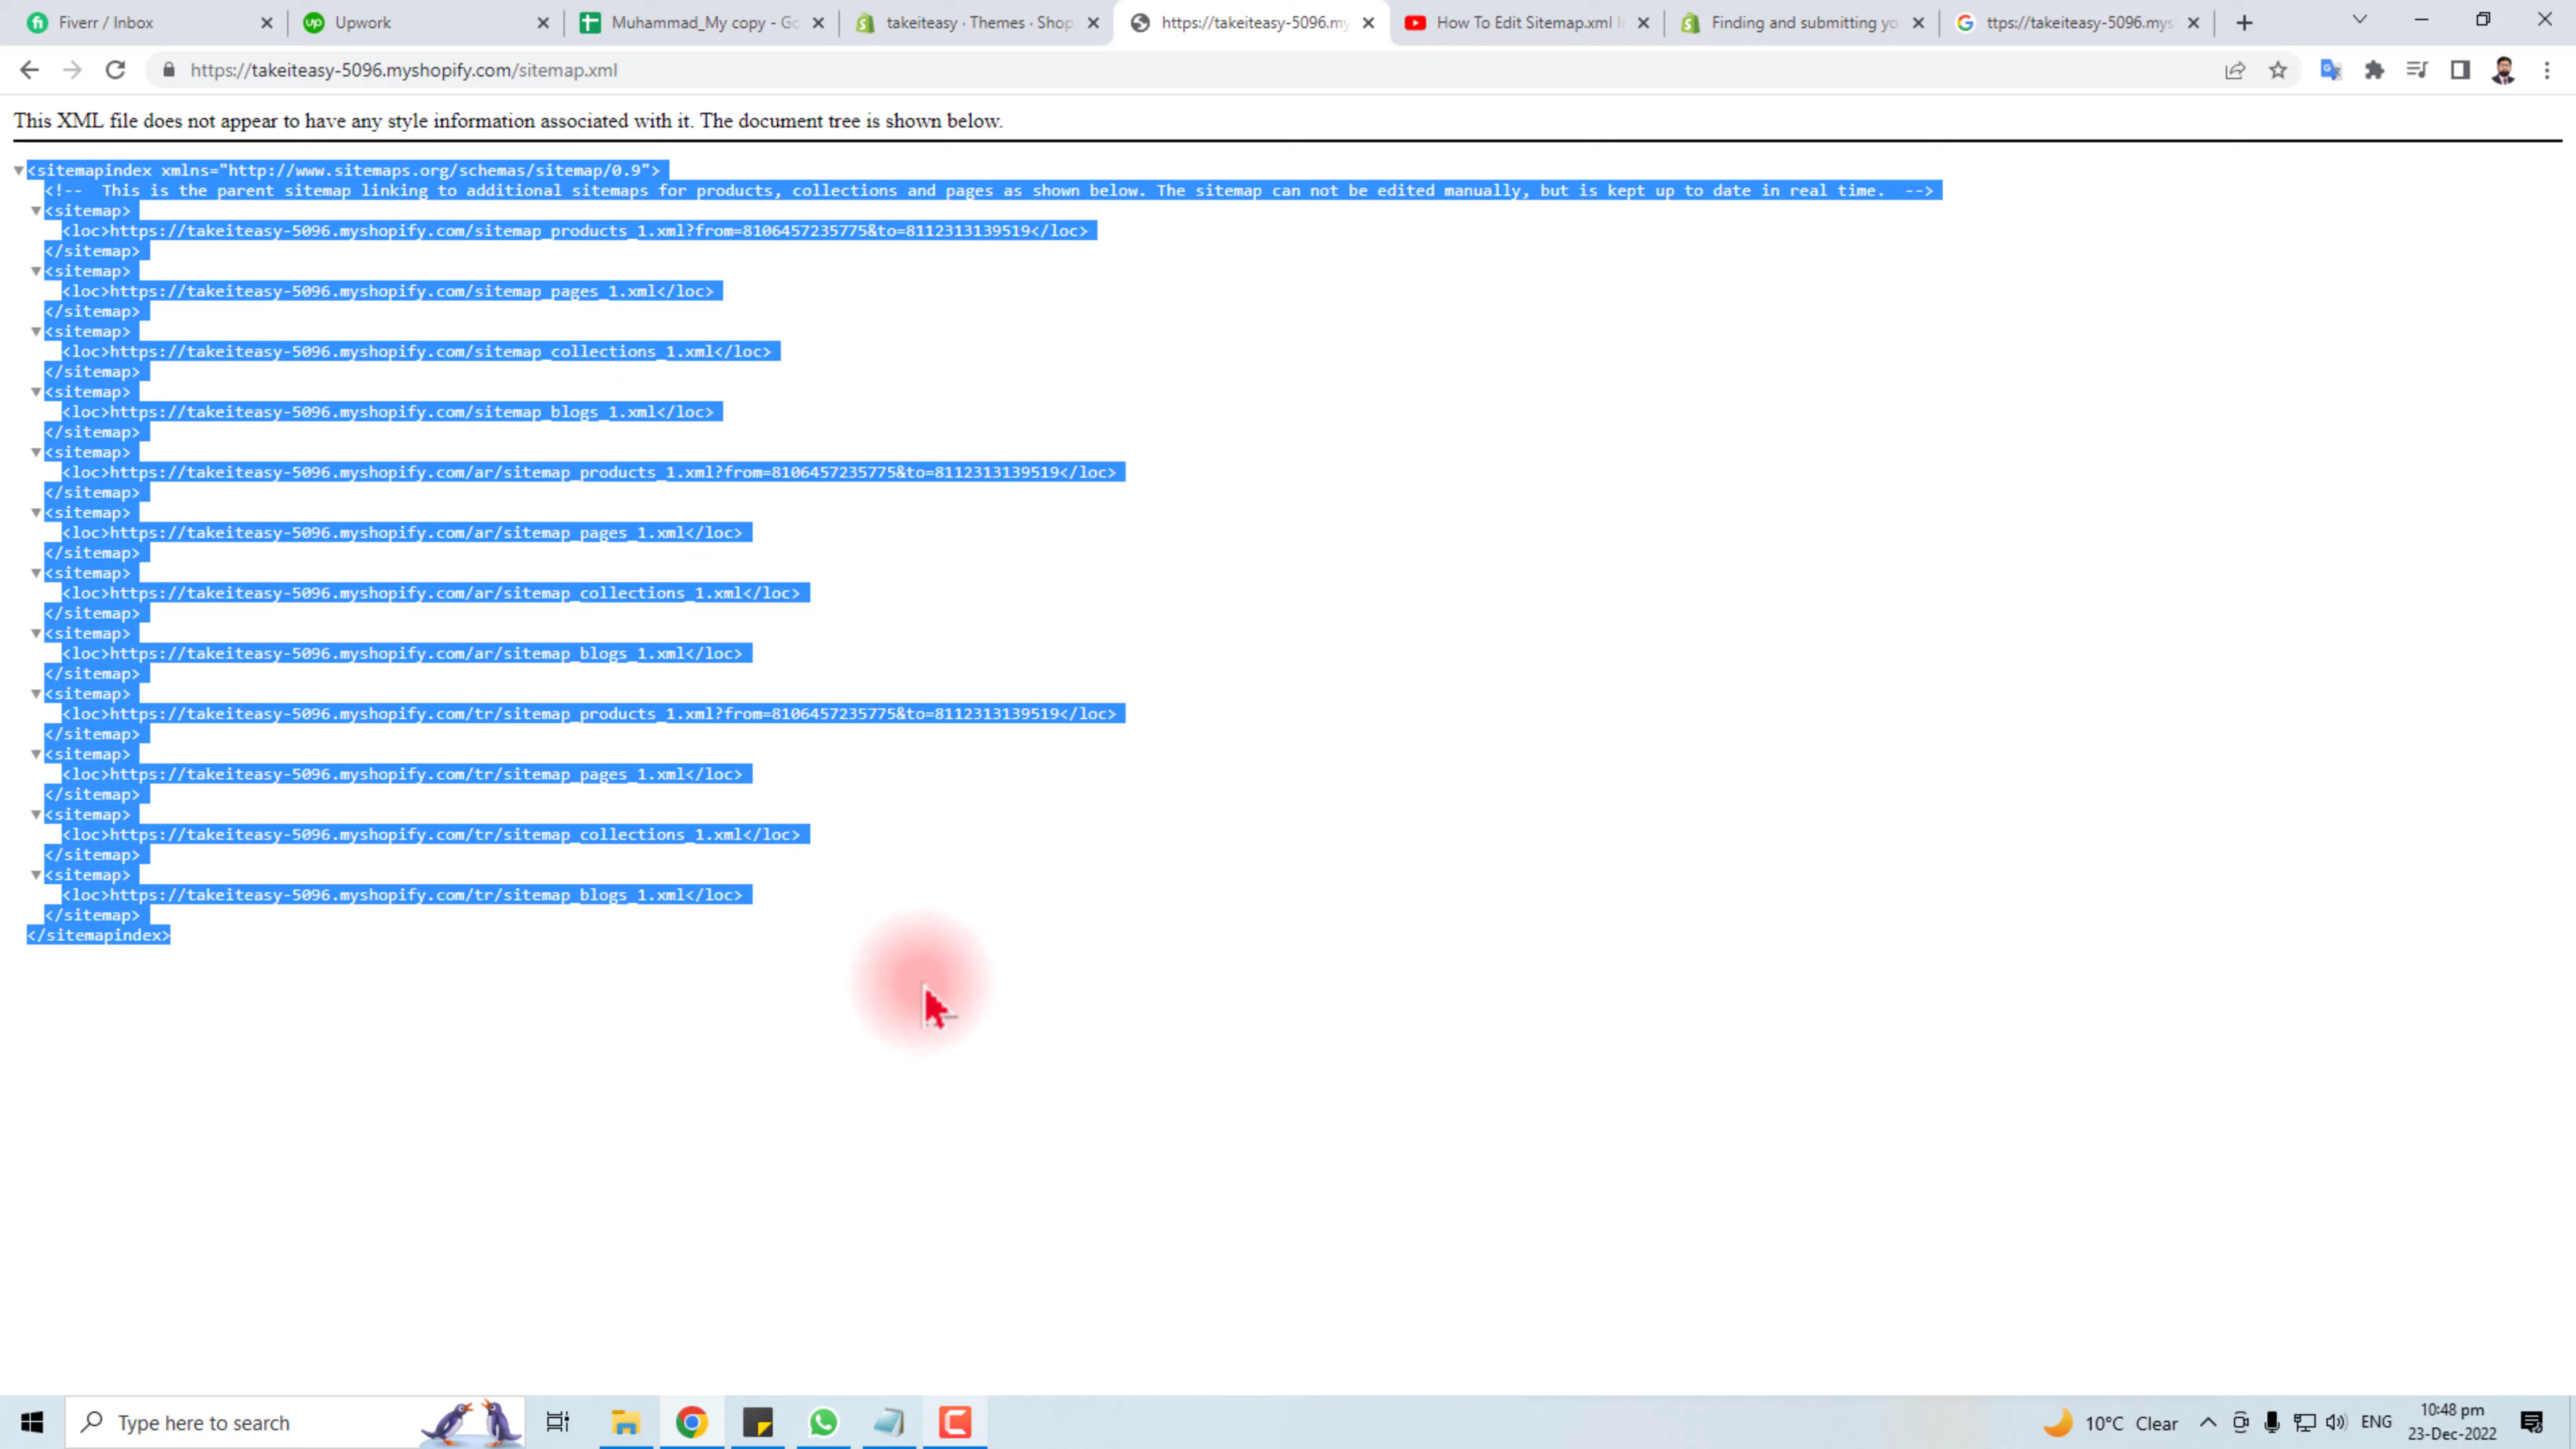 Fiverr / Inbox
Upwork
Muhammad_My copy - Go
takeiteasy · Themes · Shop
https://takeiteasy-5096.my
How To Edit Sitemap.xml I
Finding and submitting yo
ttps://takeiteasy-5096.mys
https://takeiteasy-5096.myshopify.com/sitemap.xml
This XML file does not appear to have any style information associated with it. The document tree is shown below.
<sitemapindex xmlns="http://www.sitemaps.org/schemas/sitemap/0.9">
<!-- This is the parent sitemap linking to additional sitemaps for products, collections and pages as shown below. The sitemap can not be edited manually, but is kept up to date in real time. -->
<sitemap>
<loc>https://takeiteasy-5096.myshopify.com/sitemap_products_1.xml?from=8106457235775&to=8112313139519</loc>
</sitemap>
<sitemap>
<loc>https://takeiteasy-5096.myshopify.com/sitemap_pages_1.xml</loc>
</sitemap>
<sitemap>
<loc>https://takeiteasy-5096.myshopify.com/sitemap_collections_1.xml</loc>
</sitemap>
<sitemap>
<loc>https://takeiteasy-5096.myshopify.com/sitemap_blogs_1.xml</loc>
</sitemap>
<sitemap>
<loc>https://takeiteasy-5096.myshopify.com/ar/sitemap_products_1.xml?from=8106457235775&to=8112313139519</loc>
</sitemap>
<sitemap>
<loc>https://takeiteasy-5096.myshopify.com/ar/sitemap_pages_1.xml</loc>
</sitemap>
<sitemap>
<loc>https://takeiteasy-5096.myshopify.com/ar/sitemap_collections_1.xml</loc>
</sitemap>
<sitemap>
<loc>https://takeiteasy-5096.myshopify.com/ar/sitemap_blogs_1.xml</loc>
</sitemap>
<sitemap>
<loc>https://takeiteasy-5096.myshopify.com/tr/sitemap_products_1.xml?from=8106457235775&to=8112313139519</loc>
</sitemap>
<sitemap>
<loc>https://takeiteasy-5096.myshopify.com/tr/sitemap_pages_1.xml</loc>
</sitemap>
<sitemap>
<loc>https://takeiteasy-5096.myshopify.com/tr/sitemap_collections_1.xml</loc>
</sitemap>
<sitemap>
<loc>https://takeiteasy-5096.myshopify.com/tr/sitemap_blogs_1.xml</loc>
</sitemap>
</sitemapindex>
Type here to search
10°C Clear
ENG
10:48 pm
23-Dec-2022